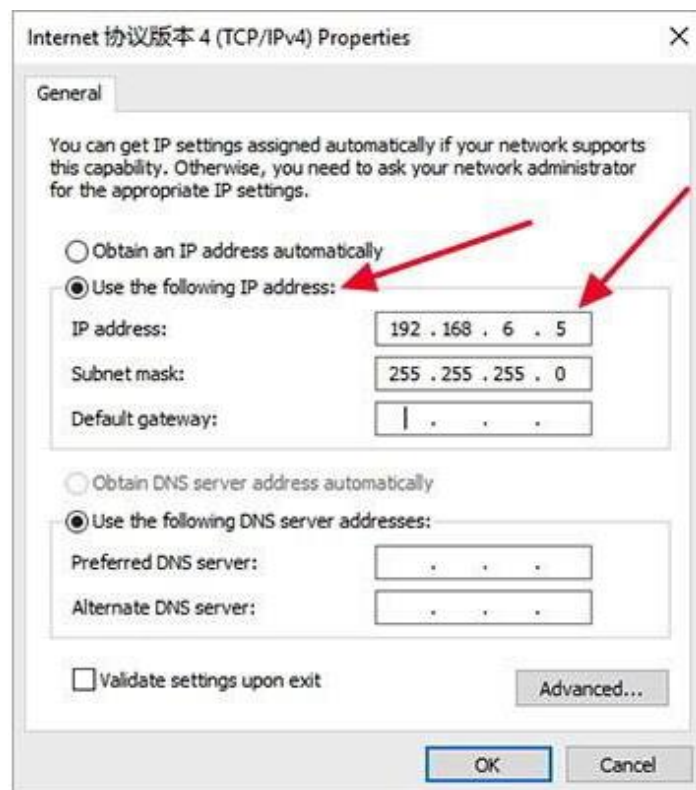 Internet 协议版本 4 (TCP/IPv4) Properties
General
You can get IP settings assigned automatically if your network supports
this capability. Otherwise, you need to ask your network administrator
for the appropriate IP settings.
Obtain an IP address automatically
Use the following IP address:
IP address: 192 . 168 . 6 . 5
Subnet mask: 255 . 255 . 255 . 0
Default gateway: . . .
Obtain DNS server address automatically
Use the following DNS server addresses:
Preferred DNS server: . . .
Alternate DNS server: . . .
Validate settings upon exit
Advanced...
OK Cancel